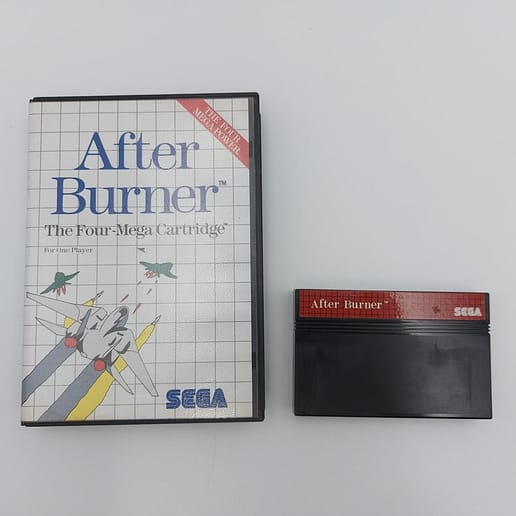 THE FOUR
MEGA POWER
After
Burner™
The Four-Mega Cartridge™
For One Player
SEGA
After Burner™
SEGA